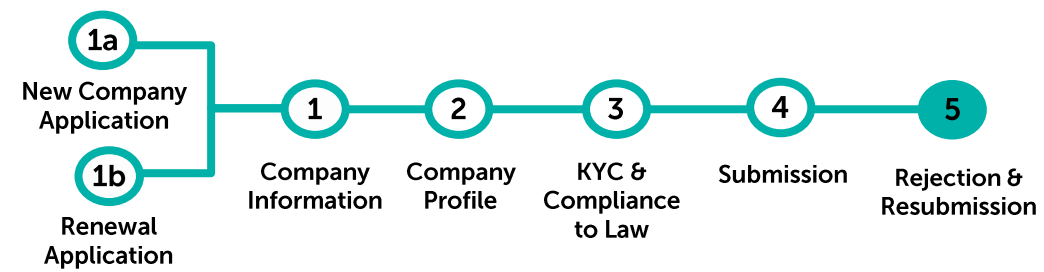 1a
New Company
Application
1b
Renewal
Application
1
Company
Information
2
Company
Profile
3
KYC &
Compliance
to Law
4
Submission
5
Rejection &
Resubmission